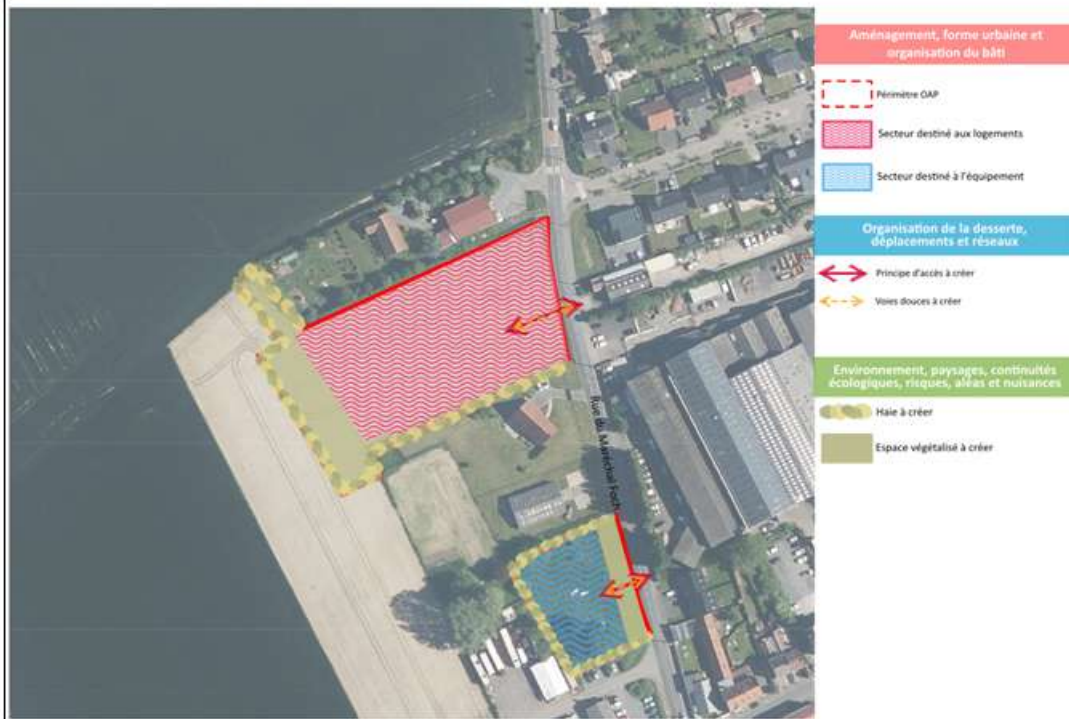 Aménagement, forme urbaine et
organisation du bâti
Périmètre OAP
Secteur destiné aux logements
Secteur destiné à l'équipement
Organisation de la desserte,
déplacements et réseaux
Principe d'accès à créer
Voies douces à créer
Environnement, paysages, continuités
écologiques, risques, aléas et nuisances
Haie à créer
Espace végétalisé à créer
Rue du Maréchal Foch